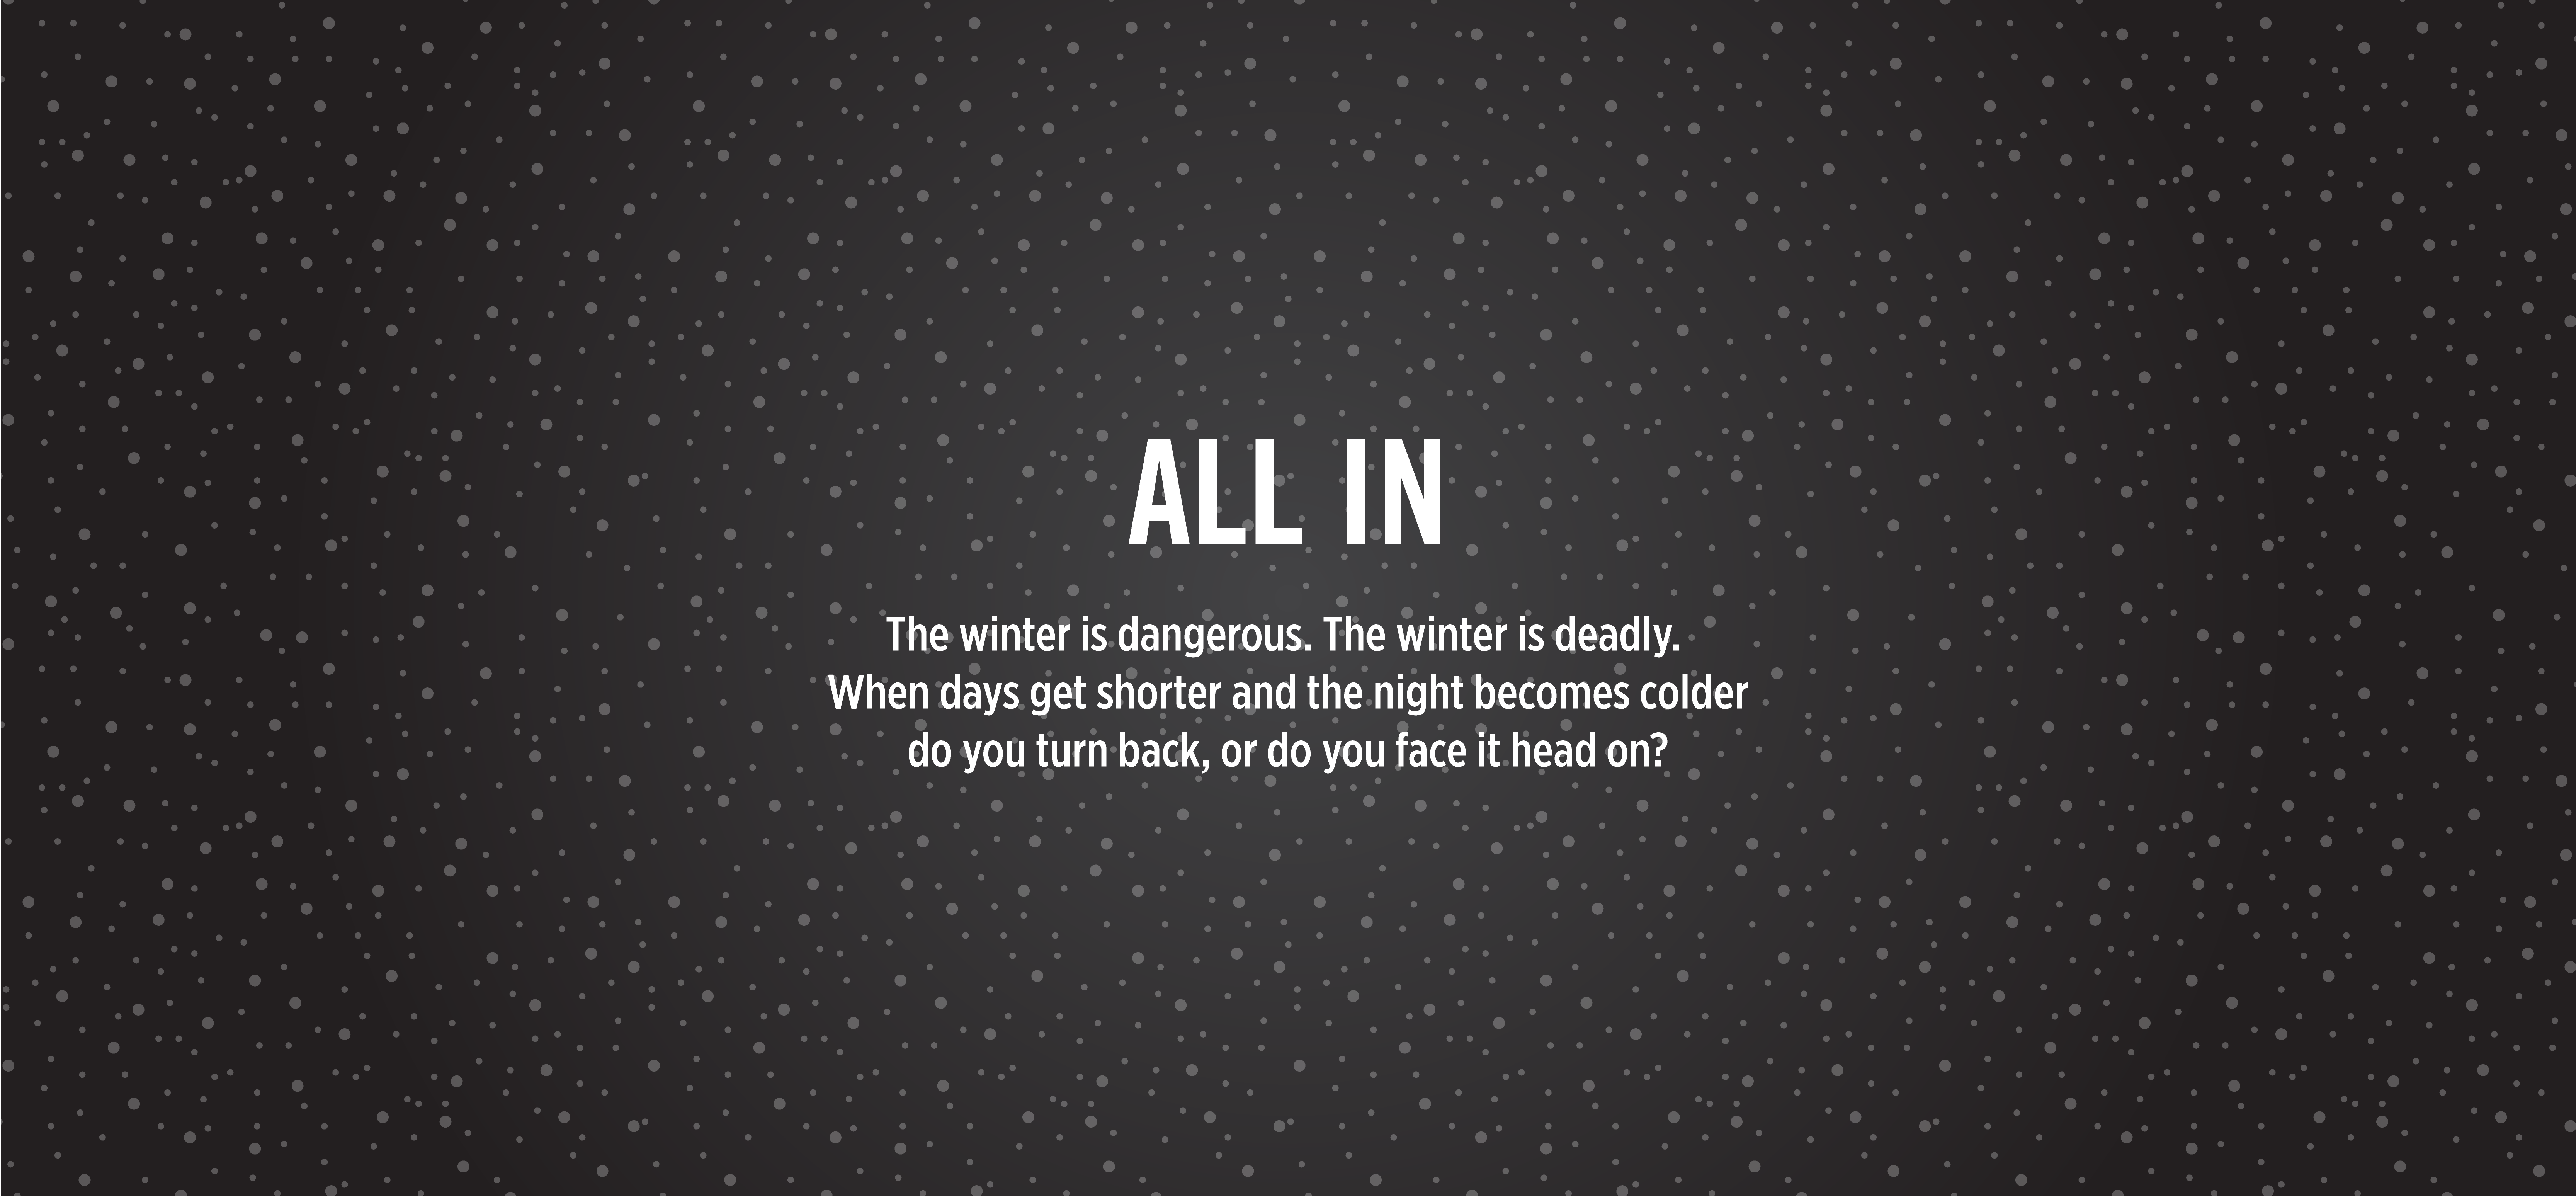 ALL IN
The winter is dangerous. The winter is deadly.
When days get shorter and the night becomes colder
do you turn back, or do you face it head on?